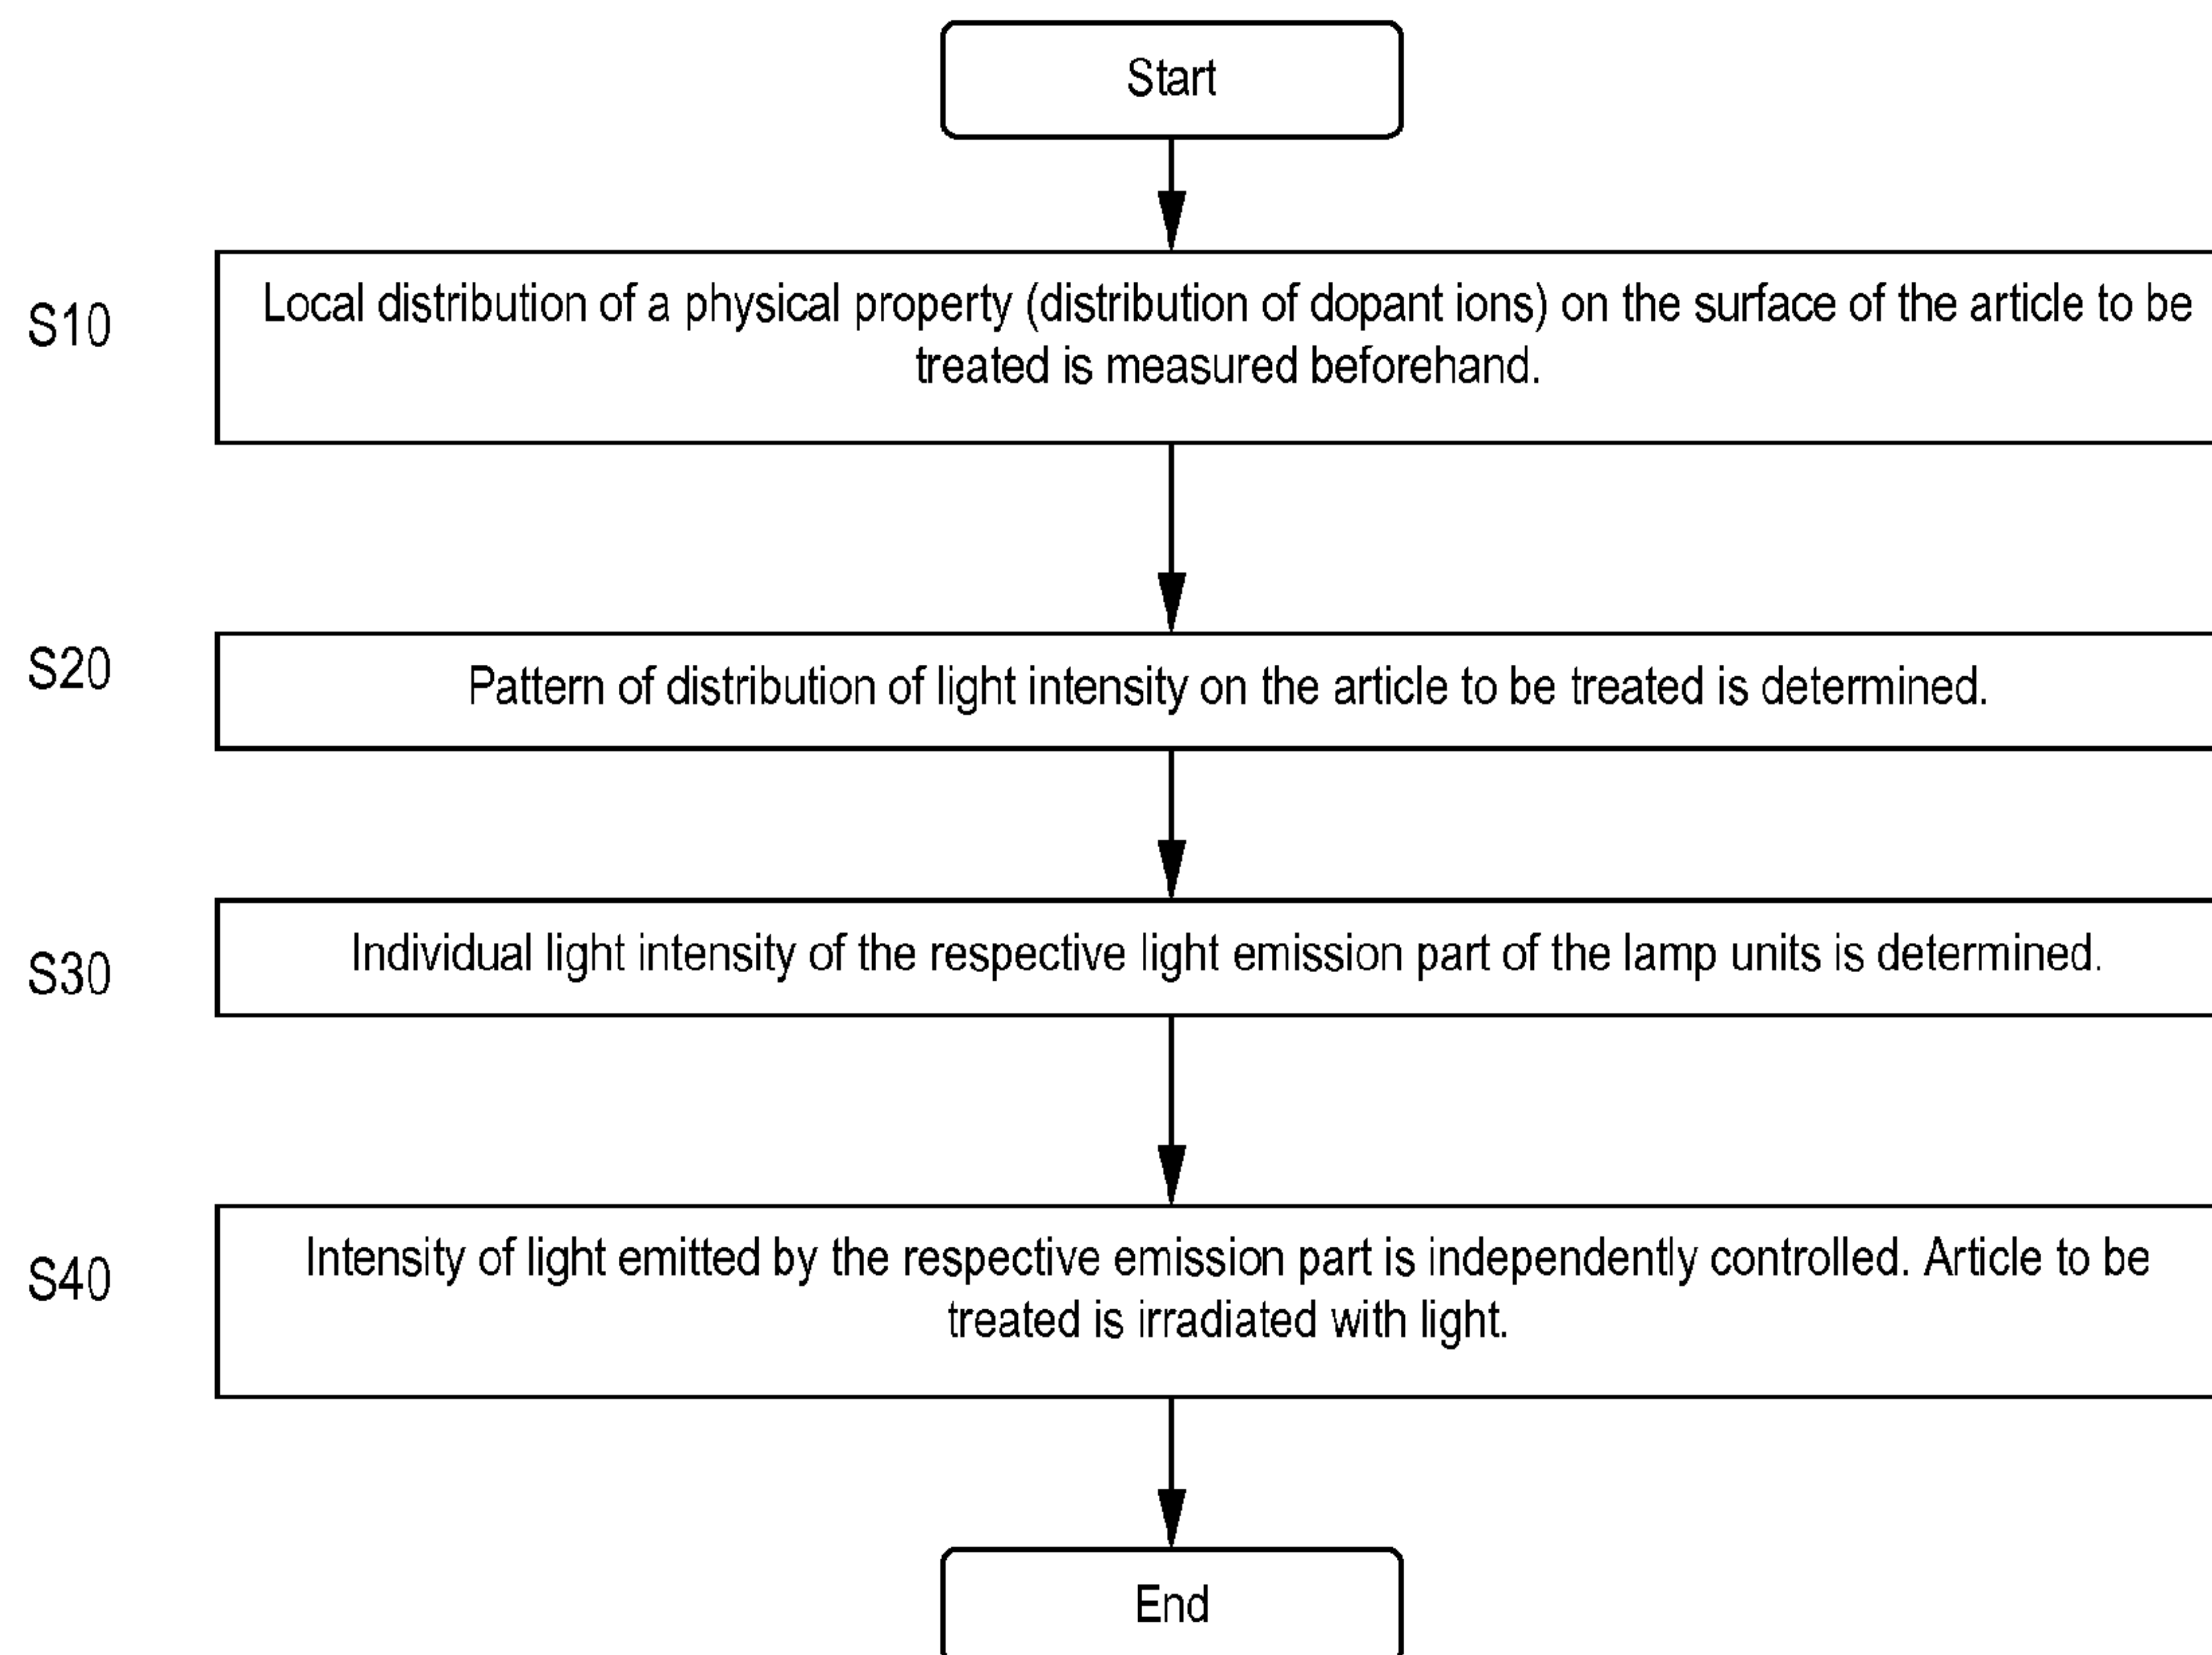 Start
S10
Local distribution of a physical property (distribution of dopant ions) on the surface of the article to be
treated is measured beforehand.
S20
Pattern of distribution of light intensity on the article to be treated is determined.
S30
Individual light intensity of the respective light emission part of the lamp units is determined.
S40
Intensity of light emitted by the respective emission part is independently controlled. Article to be
treated is irradiated with light.
End